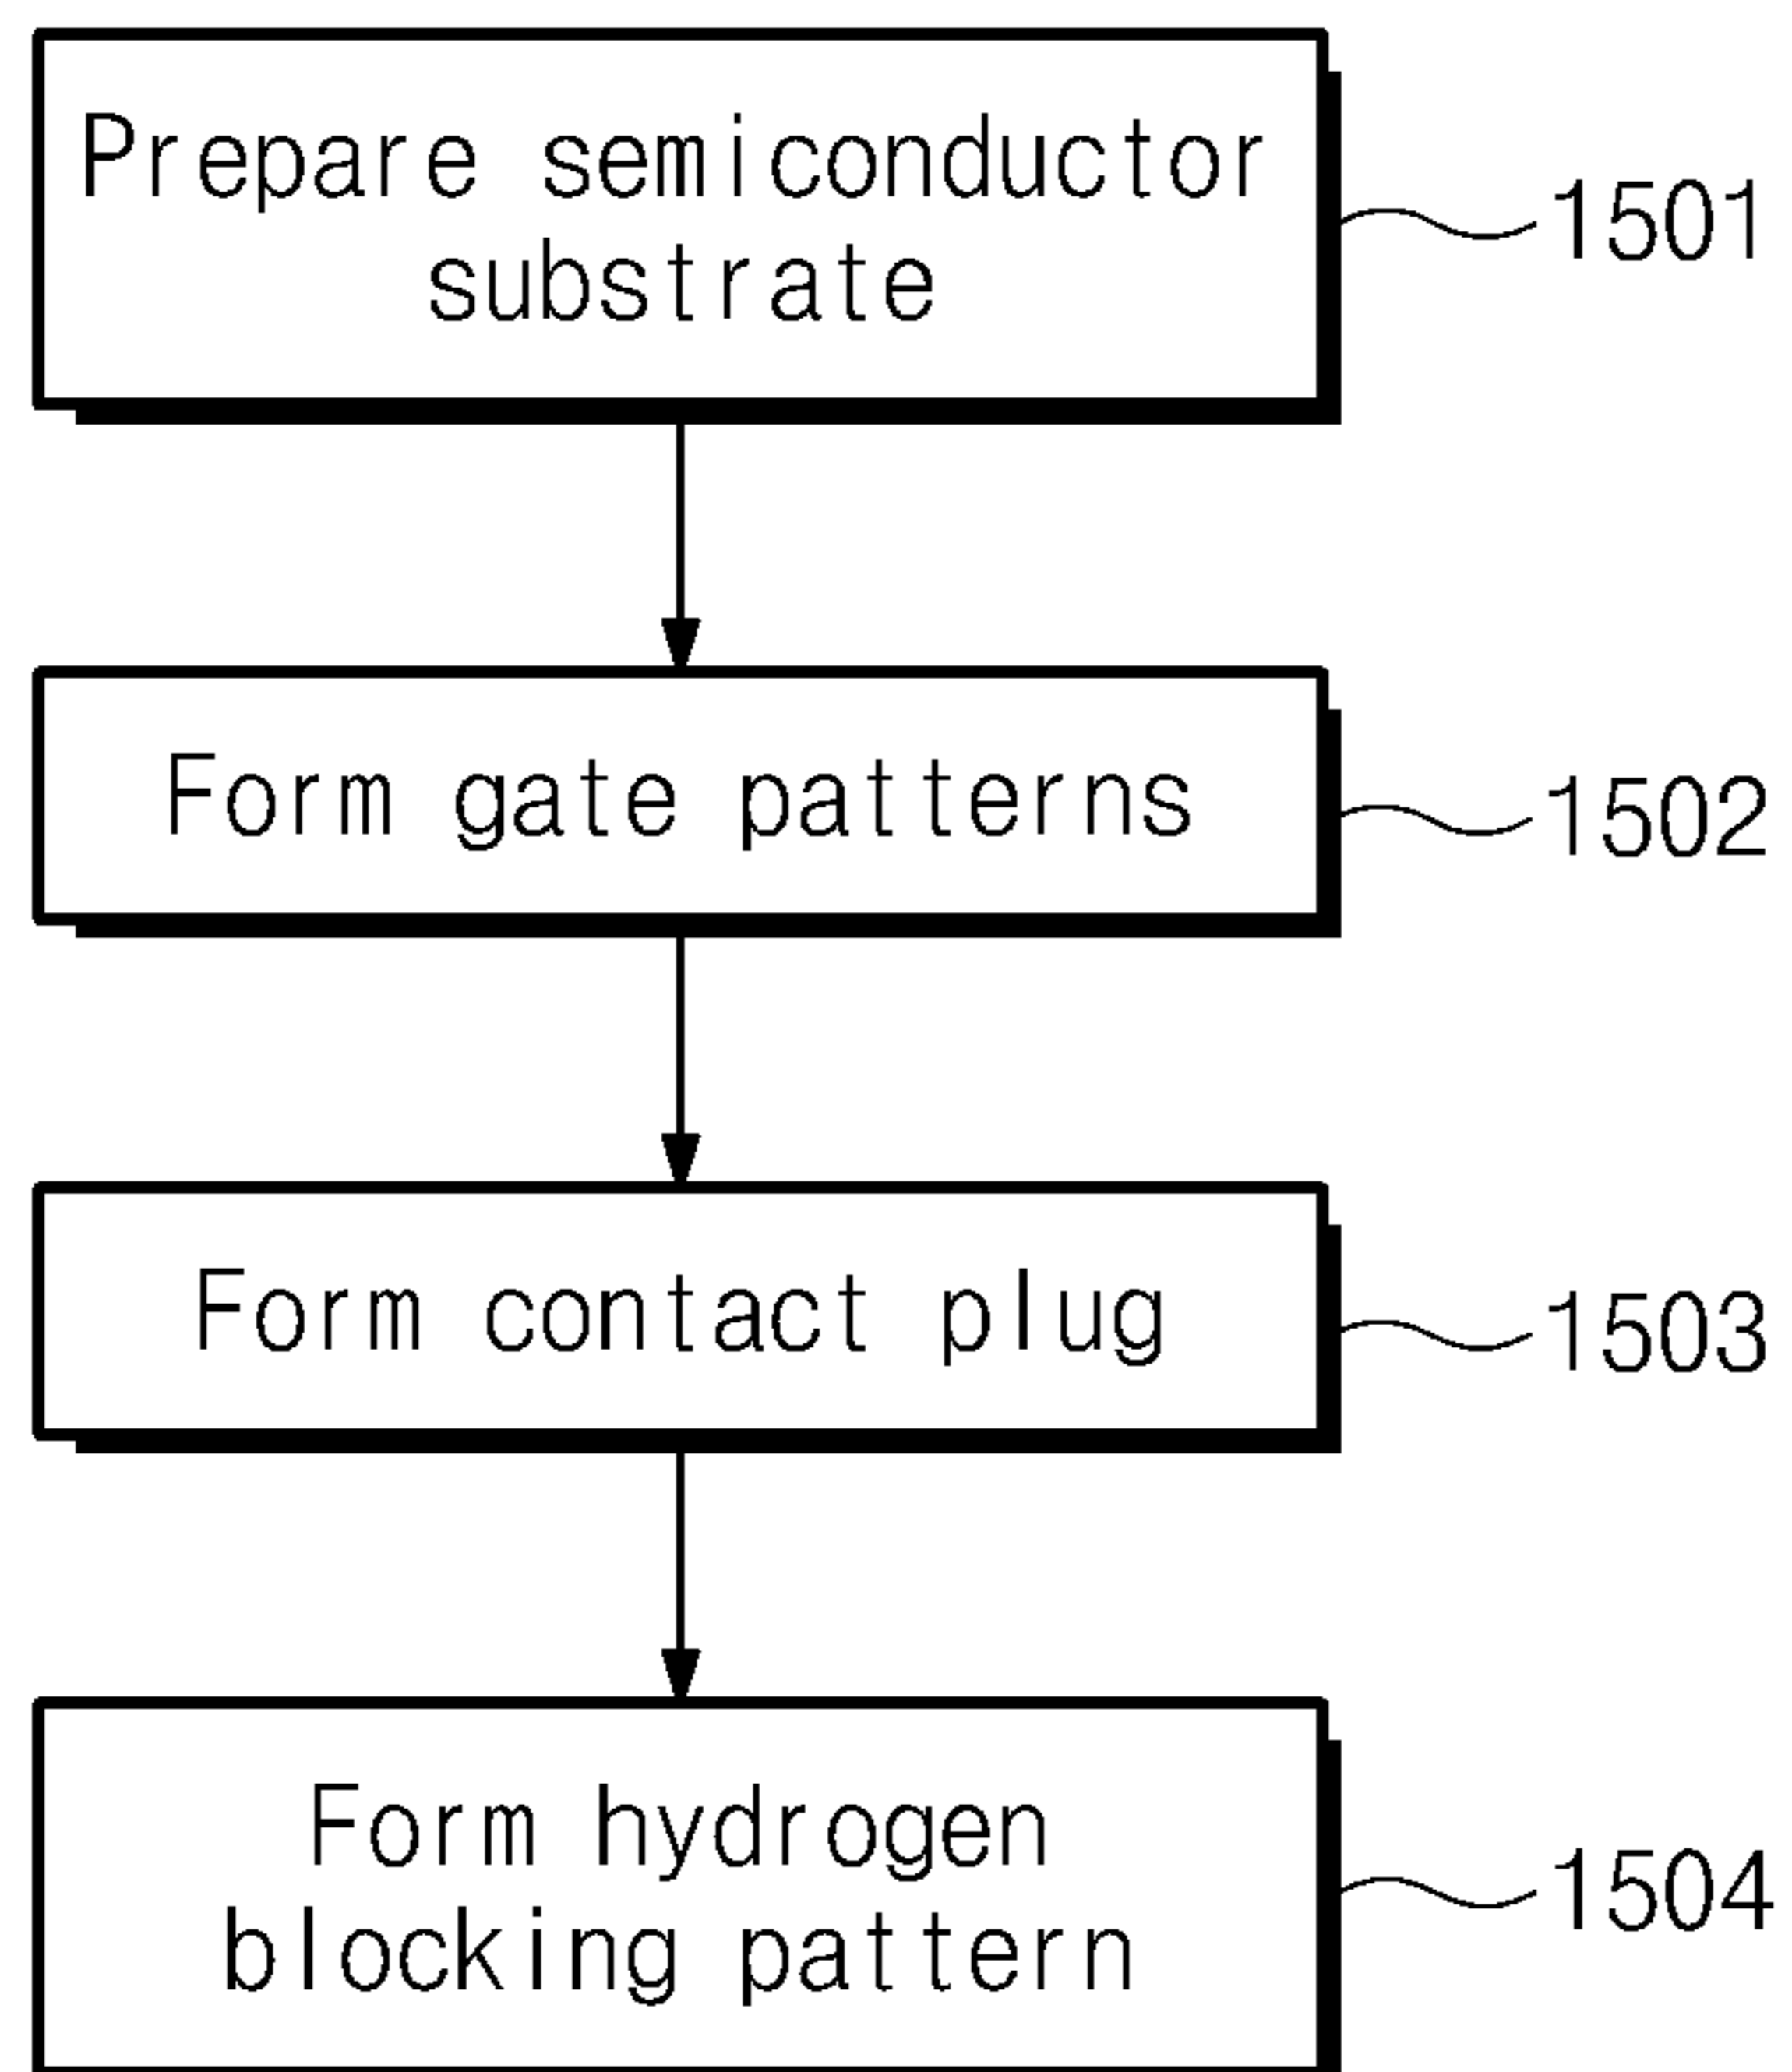 Prepare semiconductor
substrate
1501
Form gate patterns
1502
Form contact plug
1503
Form hydrogen
blocking pattern
1504